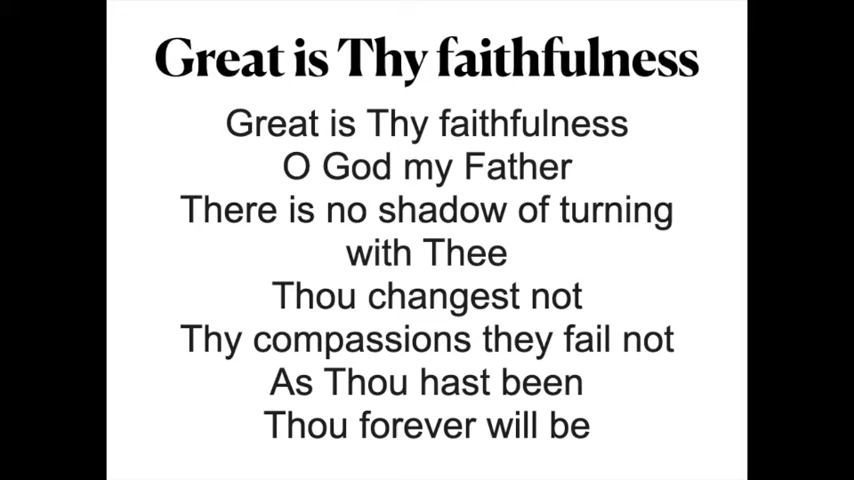 Great is Thy faithfulness
Great is Thy faithfulness
O God my Father
There is no shadow of turning
with Thee
Thou changest not
Thy compassions they fail not
As Thou hast been
Thou forever will be